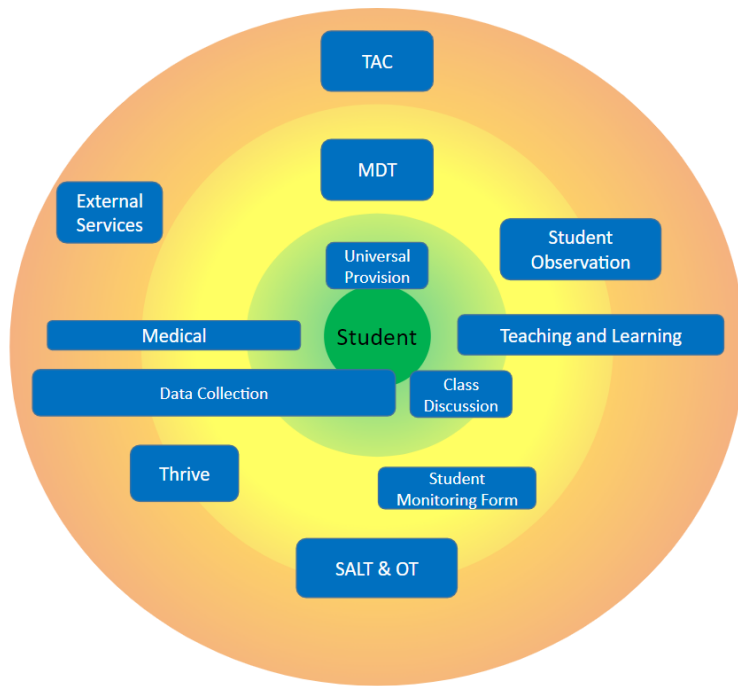 TAC
MDT
External
Services
Student
Observation
Universal
Provision
Student
Medical
Teaching and Learning
Data Collection
Class
Discussion
Thrive
Student
Monitoring Form
SALT & OT